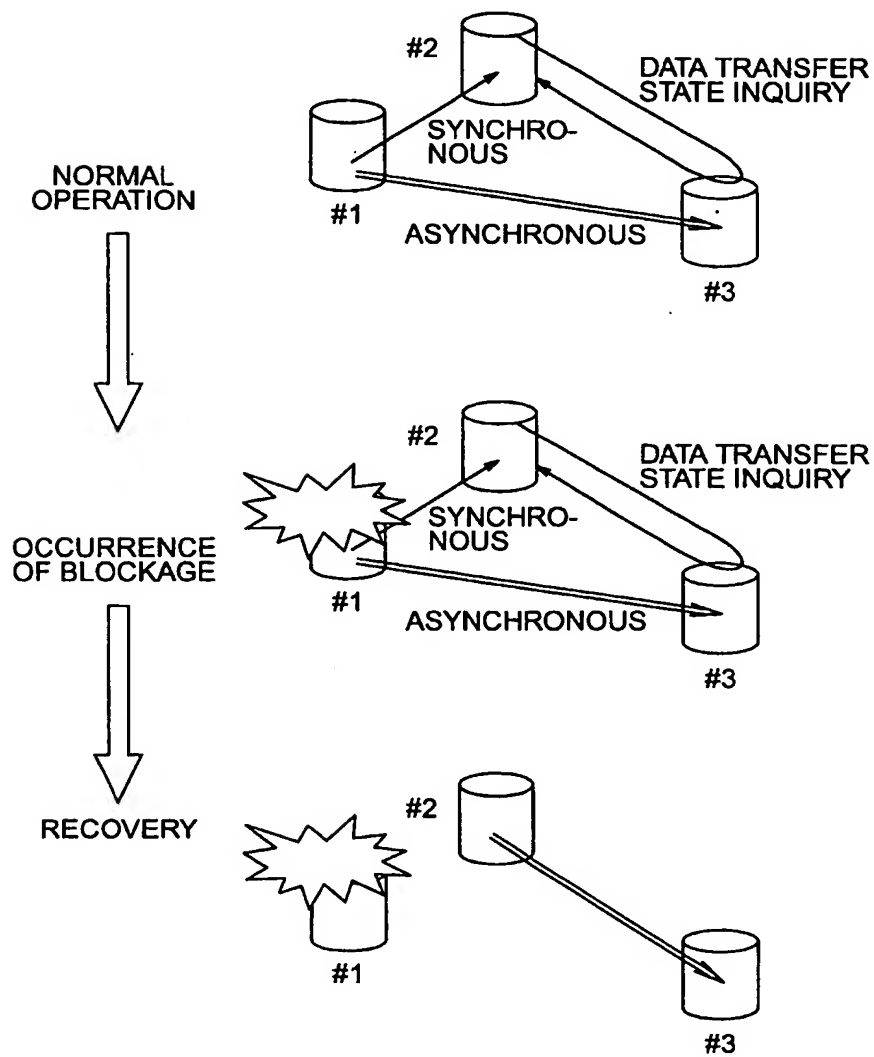 #2
DATA TRANSFER
STATE INQUIRY
SYNCHRO-
NOUS
NORMAL
OPERATION
#1
ASYNCHRONOUS
#3
#2
DATA TRANSFER
STATE INQUIRY
SYNCHRO-
NOUS
OCCURRENCE
OF BLOCKAGE
#1
ASYNCHRONOUS
#3
#2
RECOVERY
#1
#3